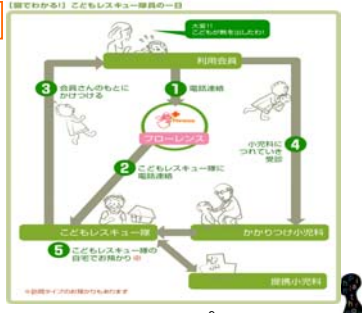 【図でわかる!】こどもレスキュー隊員の一日
大変!!
こどもが熱を出したわ!
利用会員
3 会員さんのもとに
かけつける
1 電話連絡
Florence
フローレンス
4 小児科に
つれていき
受診
2 こどもレスキュー隊に
電話連絡
こどもレスキュー隊
かかりつけ小児科
5 こどもレスキュー隊の
自宅でお預かり※
提携小児科
※訪問タイプのお預かりもあります